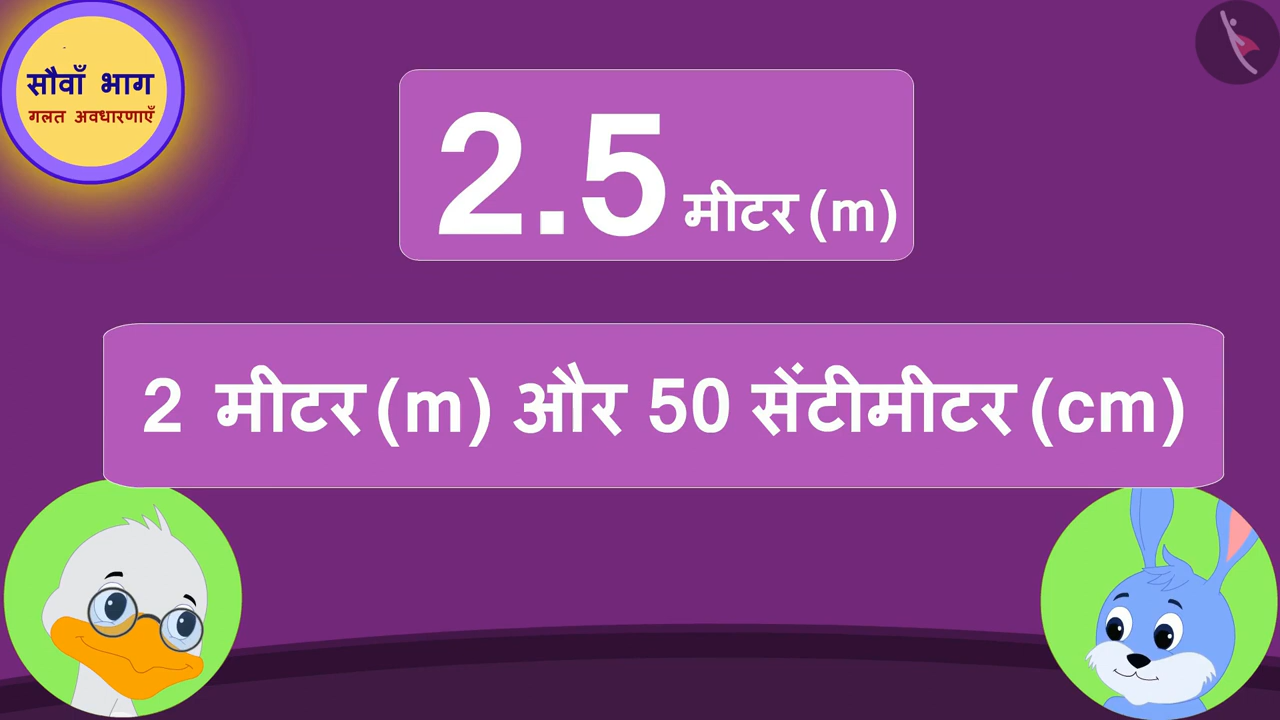 सौवाँ भाग
गलत अवधारणाएँ
2.5 मीटर (m)
2 मीटर (m) और 50 सेंटीमीटर (cm)